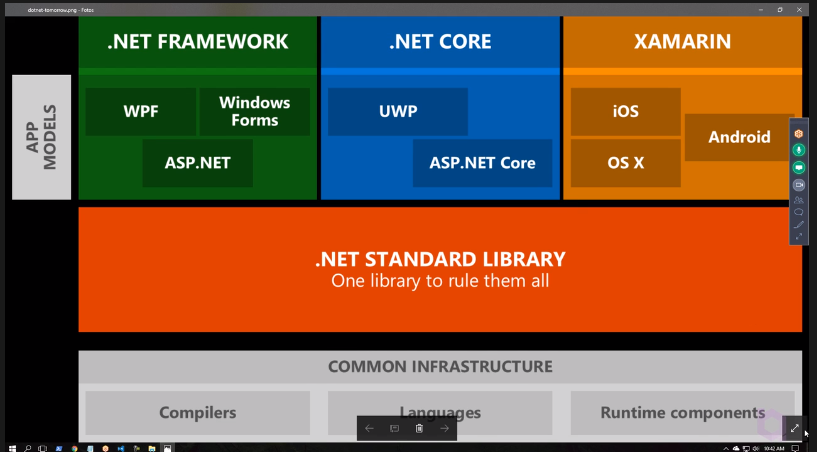 dotnet-tomorrow.png - Fotos
.NET FRAMEWORK
.NET CORE
XAMARIN
APP
MODELS
WPF
Windows
Forms
ASP.NET
UWP
ASP.NET Core
iOS
OS X
Android
.NET STANDARD LIBRARY
One library to rule them all
COMMON INFRASTRUCTURE
Compilers
Languages
Runtime components
10:42 AM